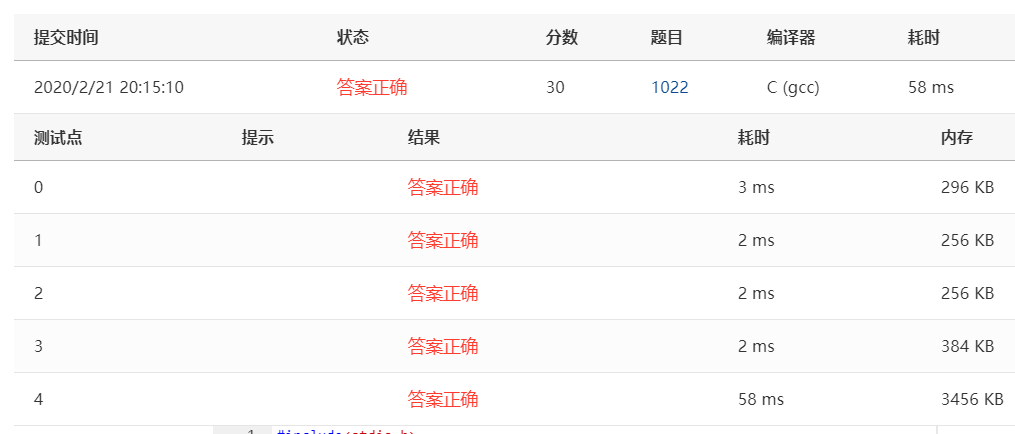 提交时间 状态 分数 题目 编译器 耗时
2020/2/21 20:15:10 答案正确 30 1022 C (gcc) 58 ms
测试点 提示 结果 耗时 内存
0 答案正确 3 ms 296 KB
1 答案正确 2 ms 256 KB
2 答案正确 2 ms 256 KB
3 答案正确 2 ms 384 KB
4 答案正确 58 ms 3456 KB